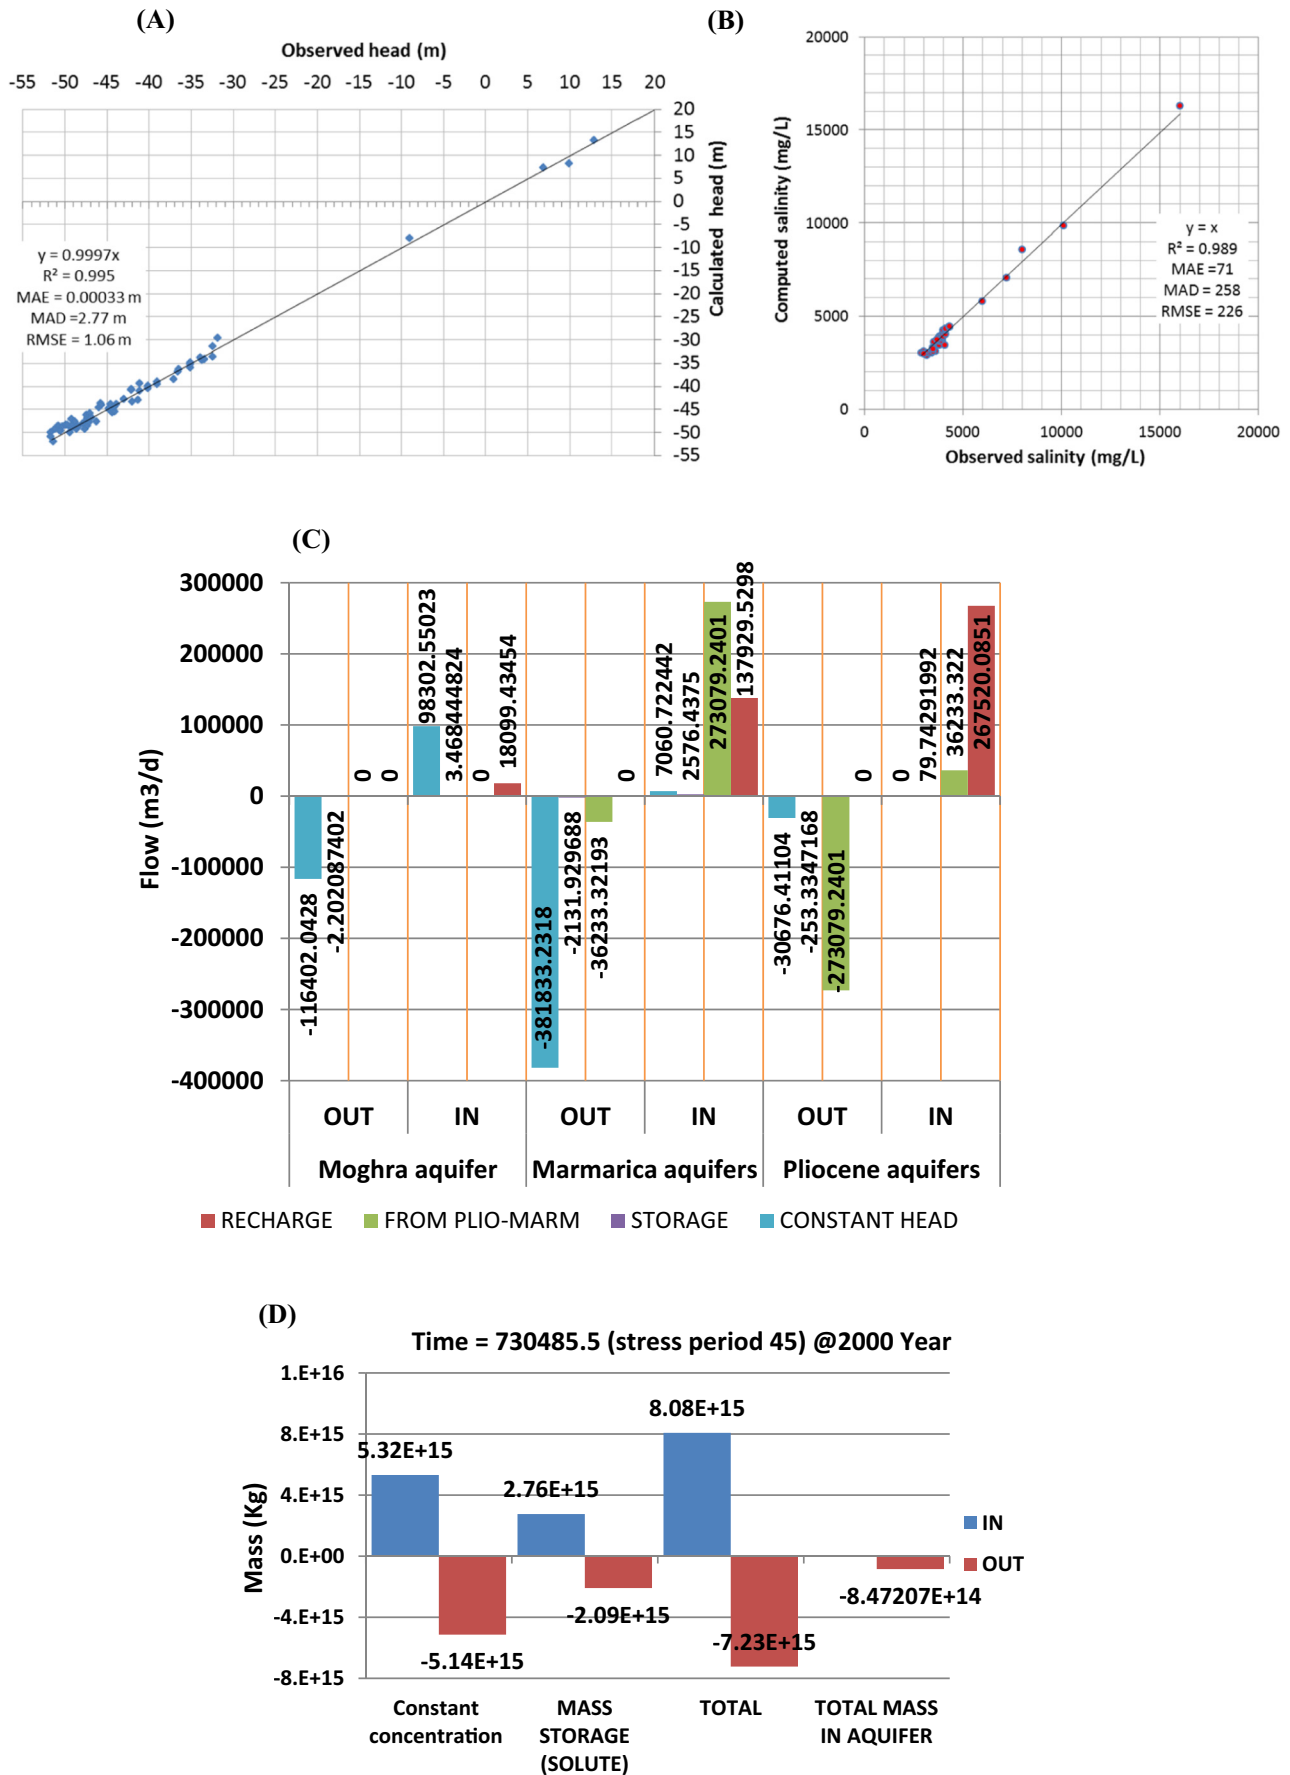 (A)
Observed head (m)
-55 -50 -45 -40 -35 -30 -25 -20 -15 -10 -5 0 5 10 15 20
20
15
10
5
0
-5
-10
-15
-20
-25
-30
-35
-40
-45
-50
-55
Calculated head (m)
y = 0.9997x
R² = 0.995
MAE = 0.00033 m
MAD =2.77 m
RMSE = 1.06 m
(B)
20000
15000
10000
5000
0
Computed salinity (mg/L)
y = x
R² = 0.989
MAE =71
MAD = 258
RMSE = 226
0 5000 10000 15000 20000
Observed salinity (mg/L)
(C)
300000
200000
100000
0
-100000
-200000
-300000
-400000
Flow (m3/d)
-116402.0428
-2.202087402
0
0
98302.55023
3.468444824
0
18099.43454
-381833.2318
-2131.929688
-36233.32193
0
7060.722442
2576.4375
273079.2401
137929.5298
-30676.41104
-253.3347168
-273079.2401
0
0
79.74291992
36233.322
267520.0851
OUT IN OUT IN OUT IN
Moghra aquifer Marmarica aquifers Pliocene aquifers
RECHARGE FROM PLIO-MARM STORAGE CONSTANT HEAD
(D)
Time = 730485.5 (stress period 45) @2000 Year
1.E+16
8.E+15
4.E+15
0.E+00
-4.E+15
-8.E+15
Mass (Kg)
5.32E+15
-5.14E+15
2.76E+15
-2.09E+15
8.08E+15
-7.23E+15
-8.47207E+14
IN
OUT
Constant
concentration
MASS
STORAGE
(SOLUTE)
TOTAL
TOTAL MASS
IN AQUIFER